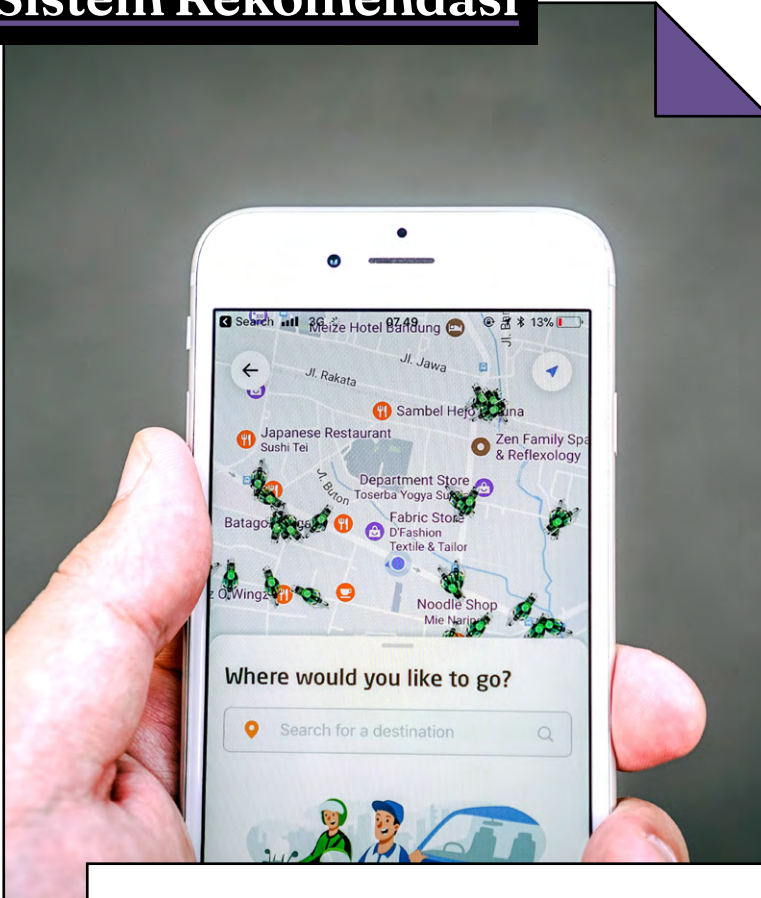 Sistem Rekomendasi
Search 3G 07.49 13%
Meize Hotel Bandung
Jl. Jawa
Jl. Rakata
Sambel Hejo
Japanese Restaurant
Sushi Tei
Zen Family Spa
& Reflexology
Jl. Buton
Department Store
Toserba Yogya
Fabric Store
D'Fashion
Textile & Tailor
O'Wingz
Noodle Shop
Mie
Where would you like to go?
Search for a destination